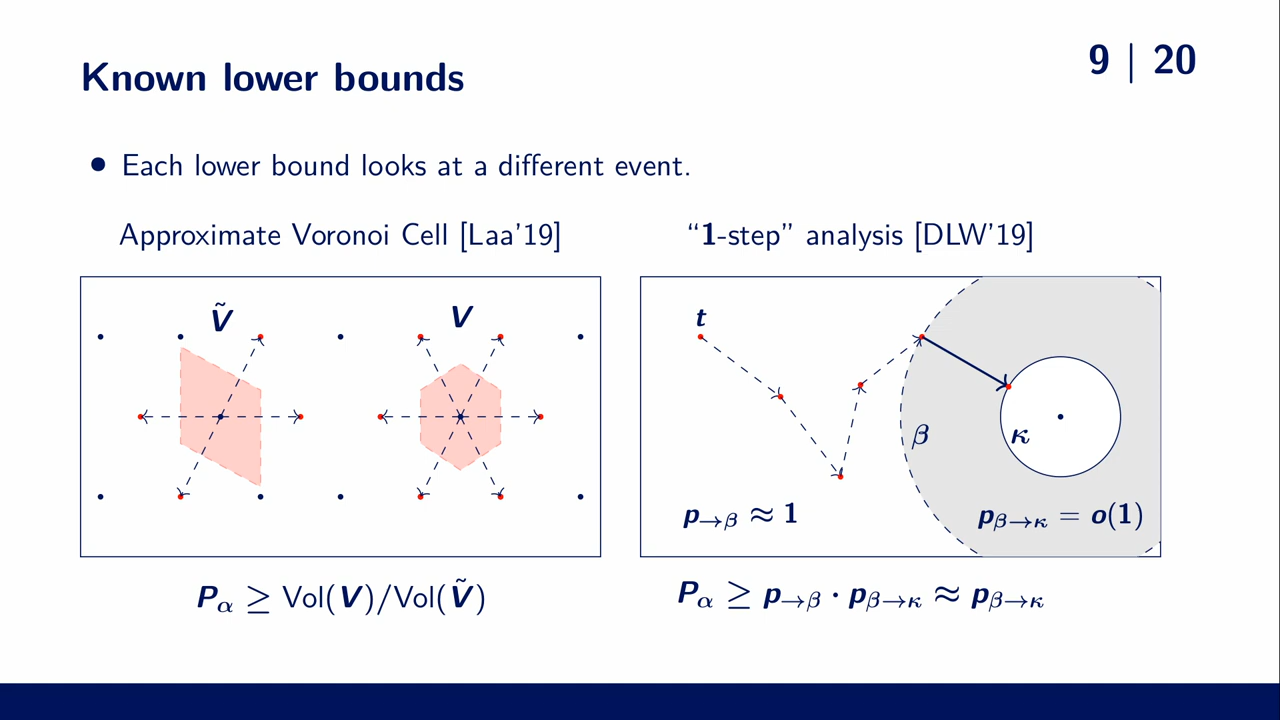 Known lower bounds
9 | 20
• Each lower bound looks at a different event.
Approximate Voronoi Cell [Laa'19]
Ṽ
V
Pα ≥ Vol(V)/Vol(Ṽ)
“1-step” analysis [DLW'19]
t
β
κ
p→β ≈ 1
pβ→κ = o(1)
Pα ≥ p→β · pβ→κ ≈ pβ→κ